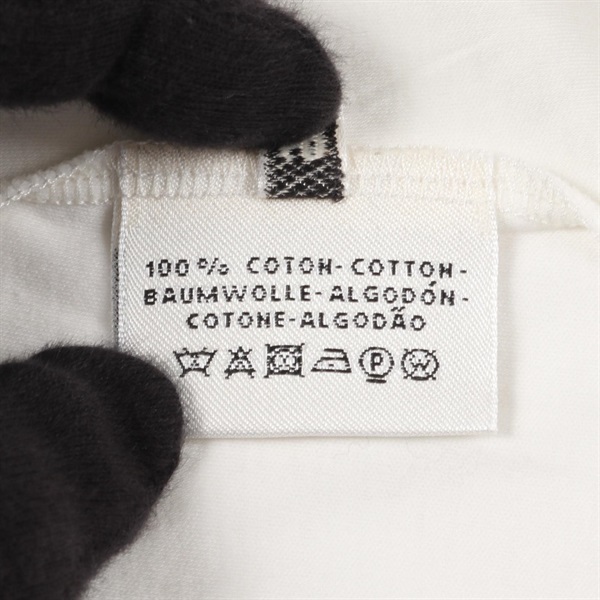 100% COTON-COTTON-
BAUMWOLLE-ALGODÓN-
COTONE-ALGODÃO
P W